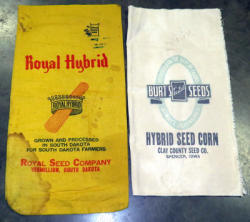 Royal Hybrid
ROYAL HYBRID
GROWN AND PROCESSED
IN SOUTH DAKOTA
FOR SOUTH DAKOTA FARMERS
ROYAL SEED COMPANY
VERMILLION, SOUTH DAKOTA
BURT SEEDS
HYBRID SEED CORN
CLAY COUNTY SEED CO.
SPENCER, IOWA